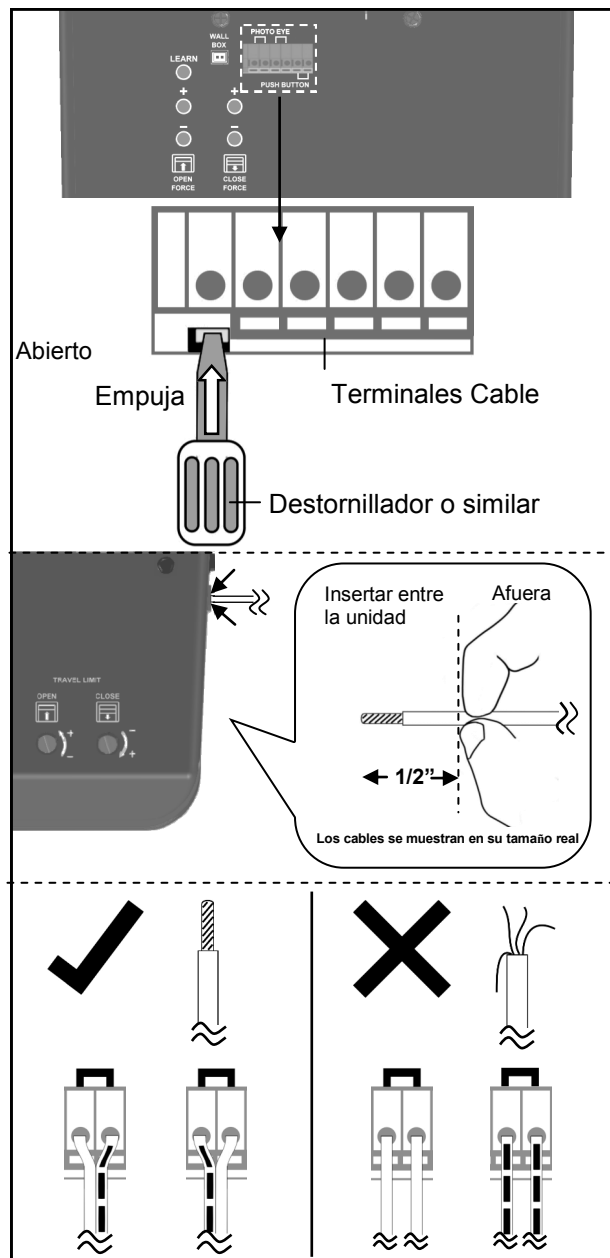 WALL
BOX
PHOTO EYE
LEARN
PUSH BUTTON
+
+
−
−
OPEN
FORCE
CLOSE
FORCE
Abierto
Empuja
Terminales Cable
Destornillador o similar
Insertar entre
la unidad
Afuera
TRAVEL LIMIT
OPEN
CLOSE
+
−
−
+
1/2”
Los cables se muestran en su tamaño real